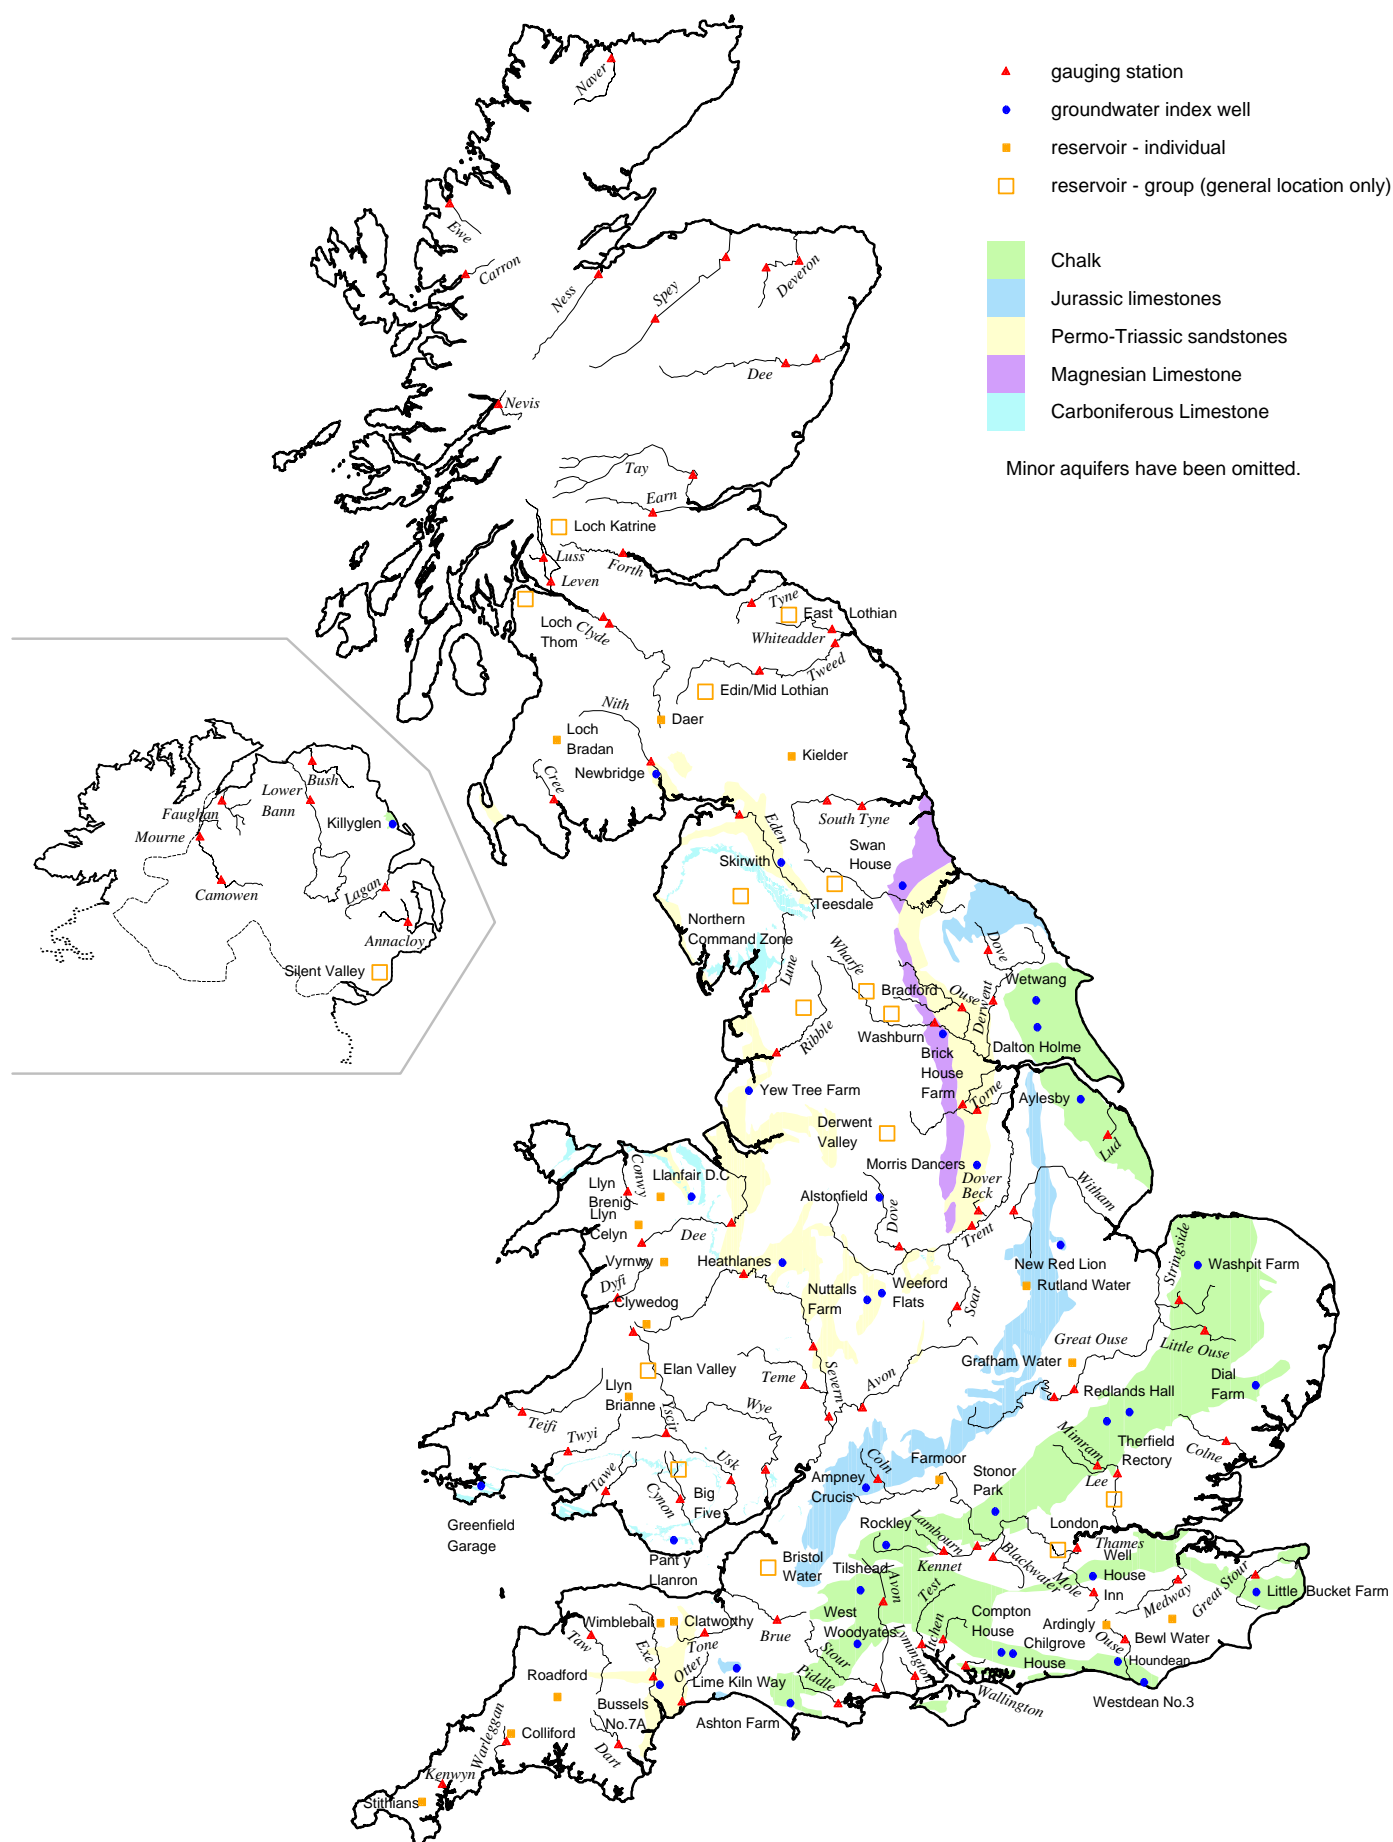 gauging station
groundwater index well
reservoir - individual
reservoir - group (general location only)
Chalk
Jurassic limestones
Permo-Triassic sandstones
Magnesian Limestone
Carboniferous Limestone
Minor aquifers have been omitted.
Naver
Ewe
Carron
Ness
Spey
Deveron
Dee
Nevis
Tay
Earn
Loch Katrine
Luss
Forth
Leven
Tyne
East Lothian
Loch
Thom
Clyde
Whiteadder
Tweed
Edin/Mid Lothian
Nith
Daer
Loch
Bradan
Kielder
Newbridge
Cree
Bush
Lower
Bann
Faughan
Killyglen
Mourne
Camowen
Lagan
Annacloy
Silent Valley
Eden
South Tyne
Swan
House
Skirwith
Teesdale
Northern
Command Zone
Lune
Wharfe
Dove
Wetwang
Bradford
Ouse
Derwent
Washburn
Ribble
Dalton Holme
Brick
House
Farm
Yew Tree Farm
Torne
Aylesby
Derwent
Valley
Lud
Morris Dancers
Dover
Beck
Witham
Conwy
Llanfair D.C
Llyn
Brenig
Alstonfield
Llyn
Celyn
Dee
Dove
Trent
Stringside
Vyrnwy
Heathlanes
New Red Lion
Washpit Farm
Dyfi
Nuttalls
Farm
Weeford
Flats
Soar
Rutland Water
Clywedog
Great Ouse
Little Ouse
Elan Valley
Teme
Severn
Avon
Grafham Water
Dial
Farm
Llyn
Brianne
Redlands Hall
Teifi
Twyi
Yscir
Wye
Mimram
Therfield
Rectory
Colne
Tawe
Usk
Coln
Farmoor
Ampney
Crucis
Stonor
Park
Lee
Cynon
Big
Five
Greenfield
Garage
Rockley
Lambourn
London
Thames
Pant y
Llanron
Bristol
Water
Tilshead
Kennet
Blackwater
Mole
Well
House
Inn
Avon
Test
Medway
Great Stour
Little Bucket Farm
Wimbleball
Clatworthy
Brue
West
Woodyates
Itchen
Compton
House
Ardingly
Bewl Water
Taw
Exe
Tone
Stour
Lymington
Chilgrove
House
Ouse
Houndean
Roadford
Otter
Lime Kiln Way
Piddle
Wallington
Westdean No.3
Bussels
No.7A
Ashton Farm
Warleggan
Colliford
Dart
Kenwyn
Stithians